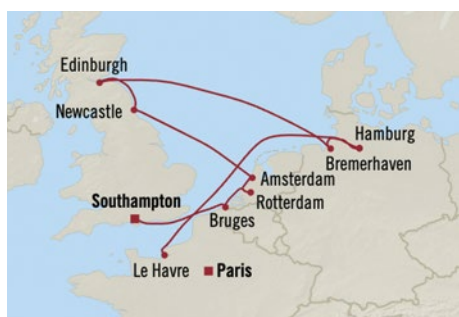 Edinburgh
Newcastle
Hamburg
Bremerhaven
Amsterdam
Southampton
Rotterdam
Bruges
Le Havre
Paris